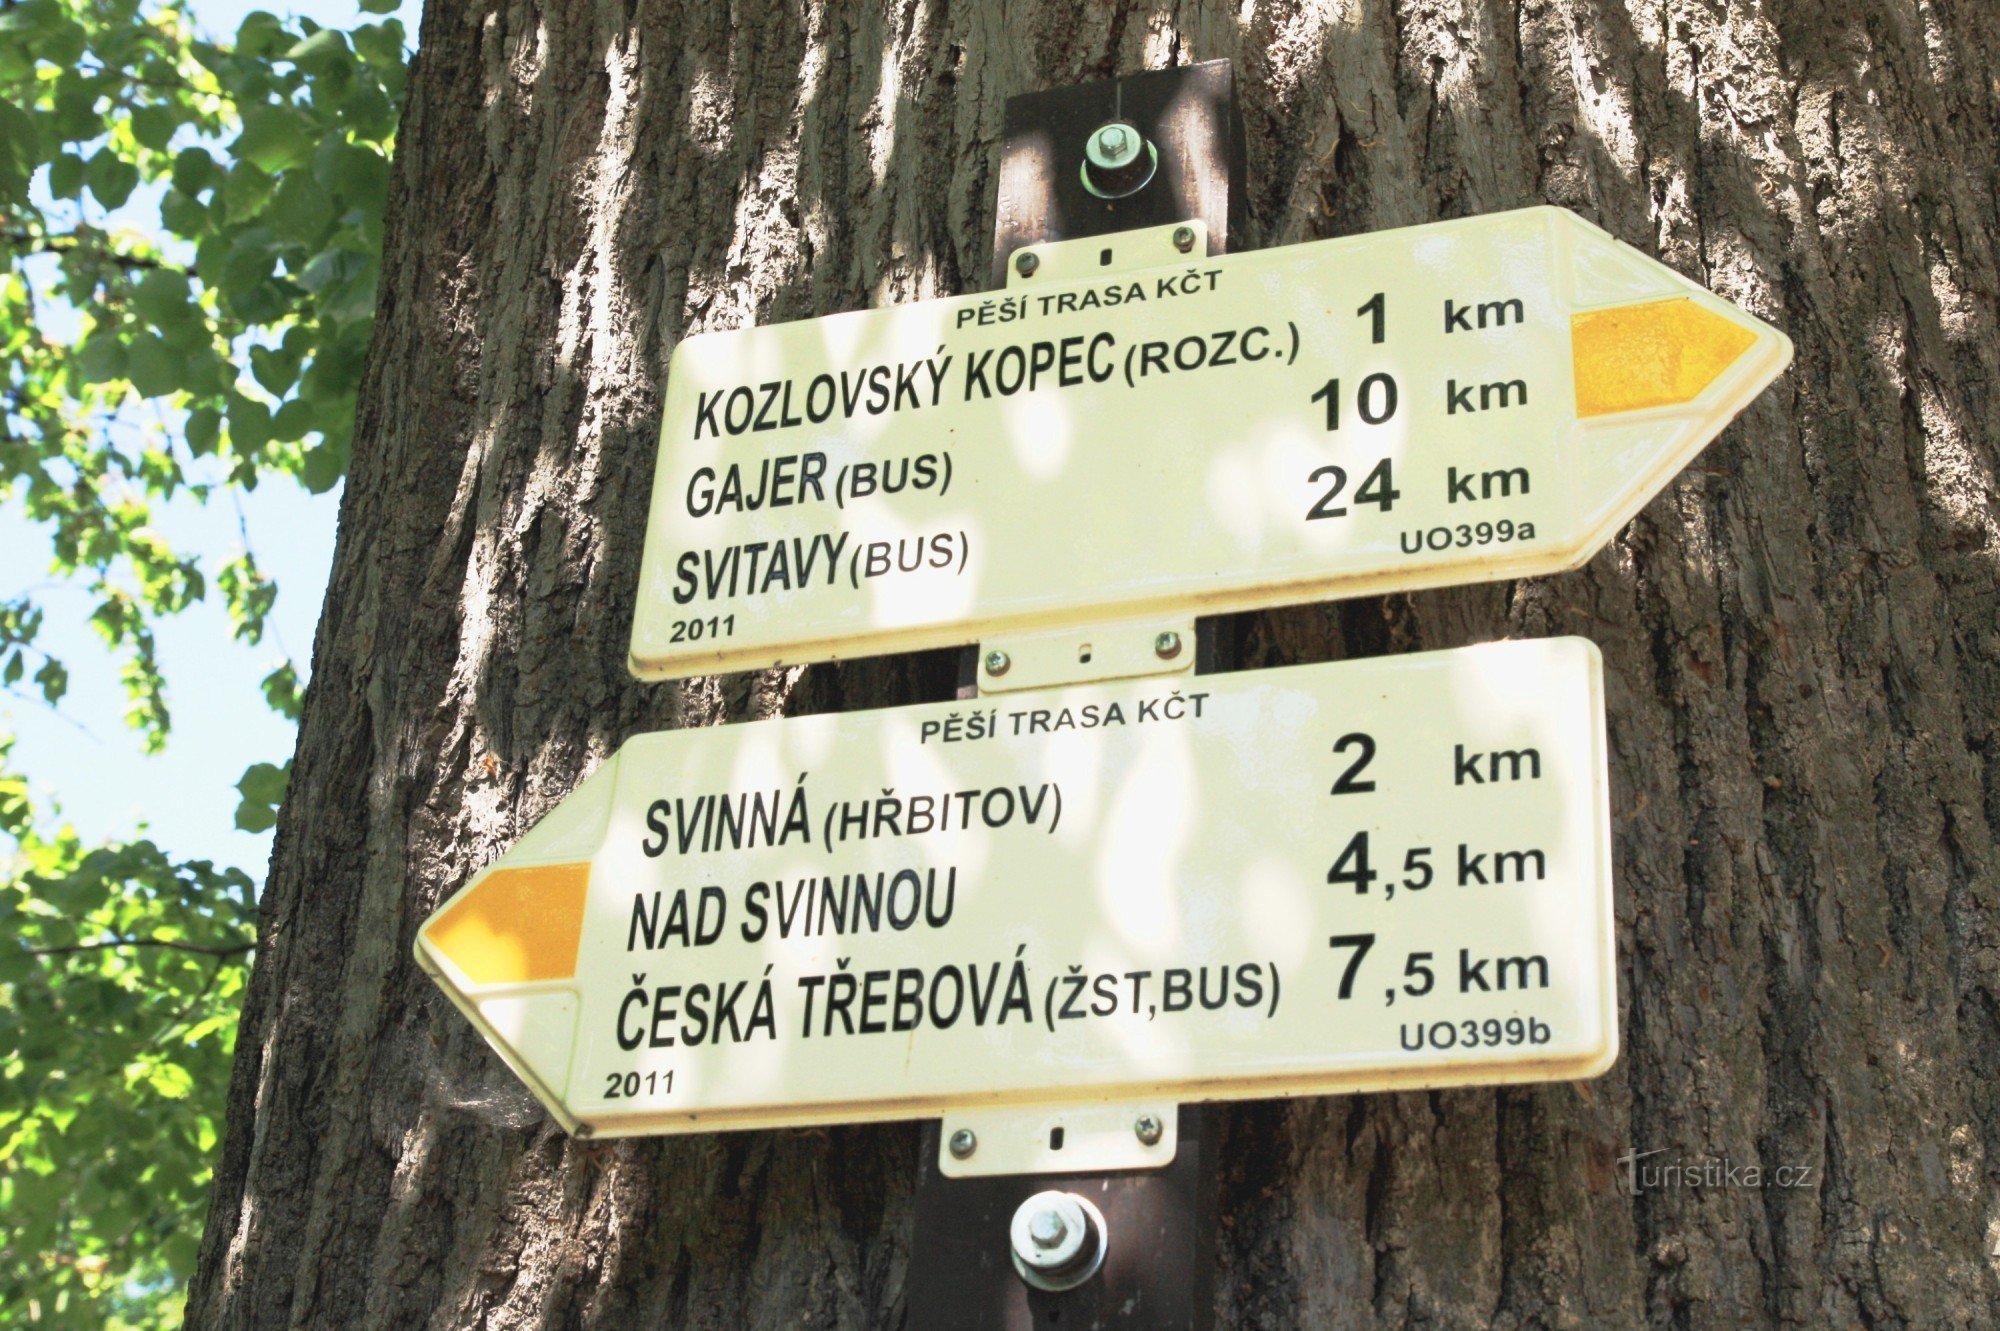 PĚŠÍ TRASA KČT
KOZLOVSKÝ KOPEC (ROZC.) 1 km
GAJER (BUS) 10 km
SVITAVY (BUS) 24 km
2011 UO399a
PĚŠÍ TRASA KČT
SVINNÁ (HŘBITOV) 2 km
NAD SVINNOU 4,5 km
ČESKÁ TŘEBOVÁ (ŽST,BUS) 7,5 km
2011 UO399b
Turistika.cz